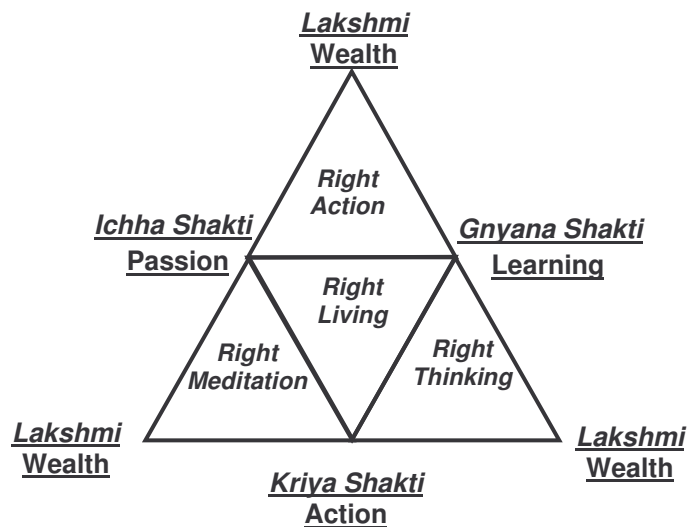 Lakshmi
Wealth
Right
Action
Ichha Shakti
Passion
Gnyana Shakti
Learning
Right
Living
Right
Meditation
Right
Thinking
Lakshmi
Wealth
Lakshmi
Wealth
Kriya Shakti
Action